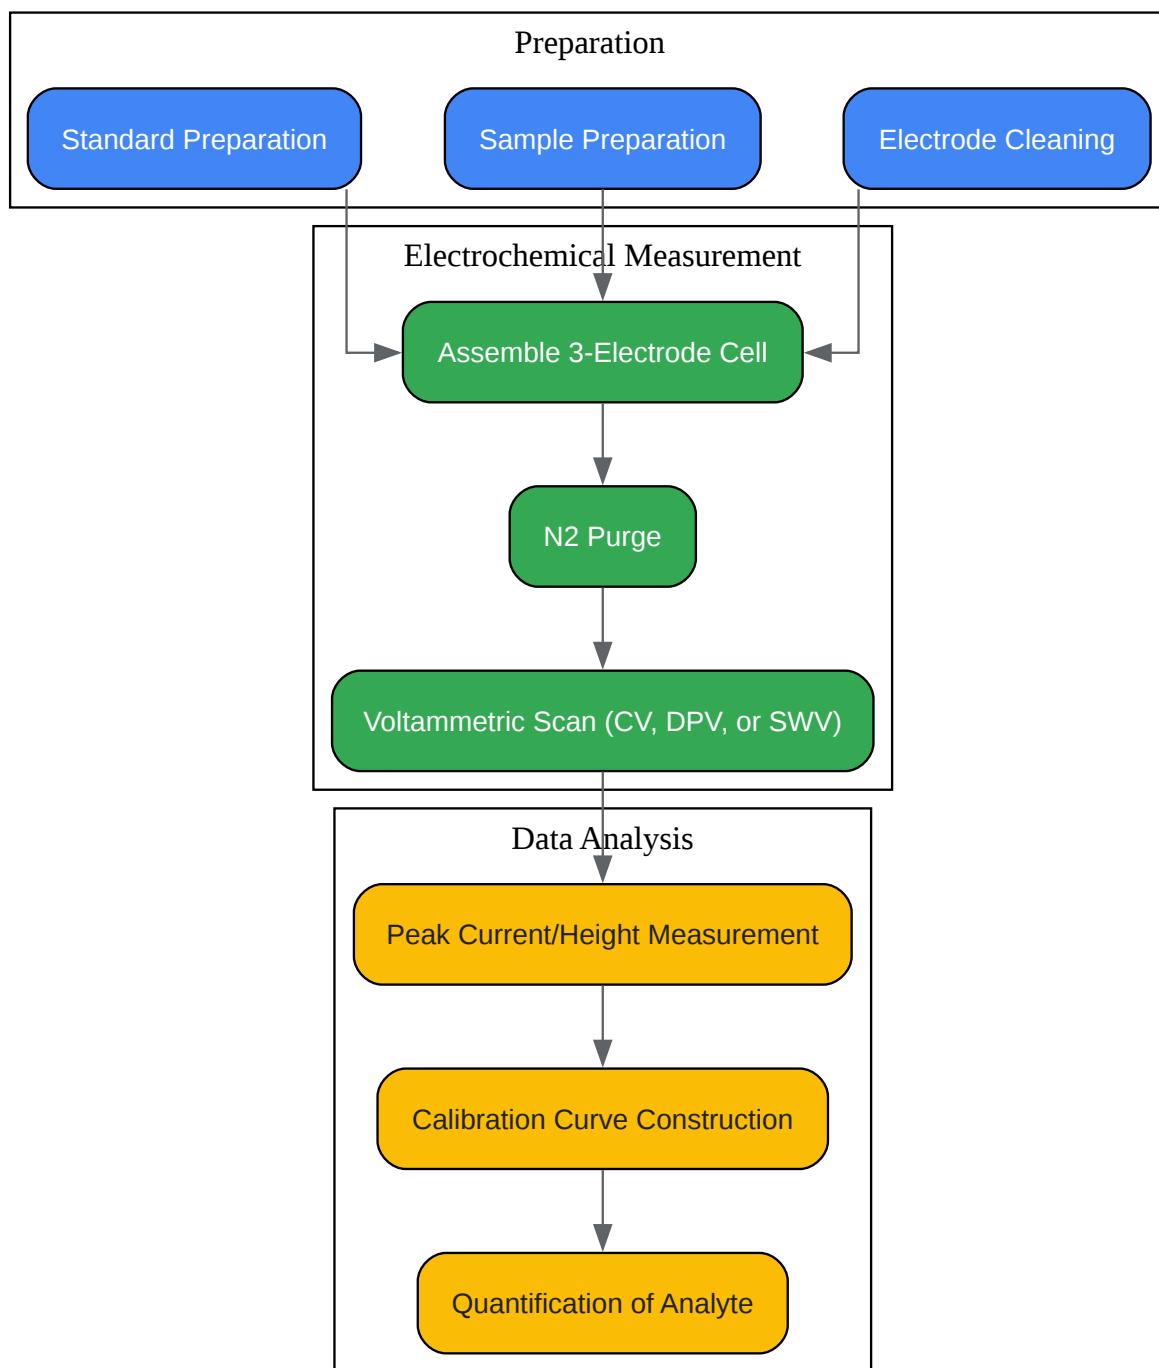 Preparation
Standard Preparation
Sample Preparation
Electrode Cleaning
Electrochemical Measurement
Assemble 3-Electrode Cell
N2 Purge
Voltammetric Scan (CV, DPV, or SWV)
Data Analysis
Peak Current/Height Measurement
Calibration Curve Construction
Quantification of Analyte